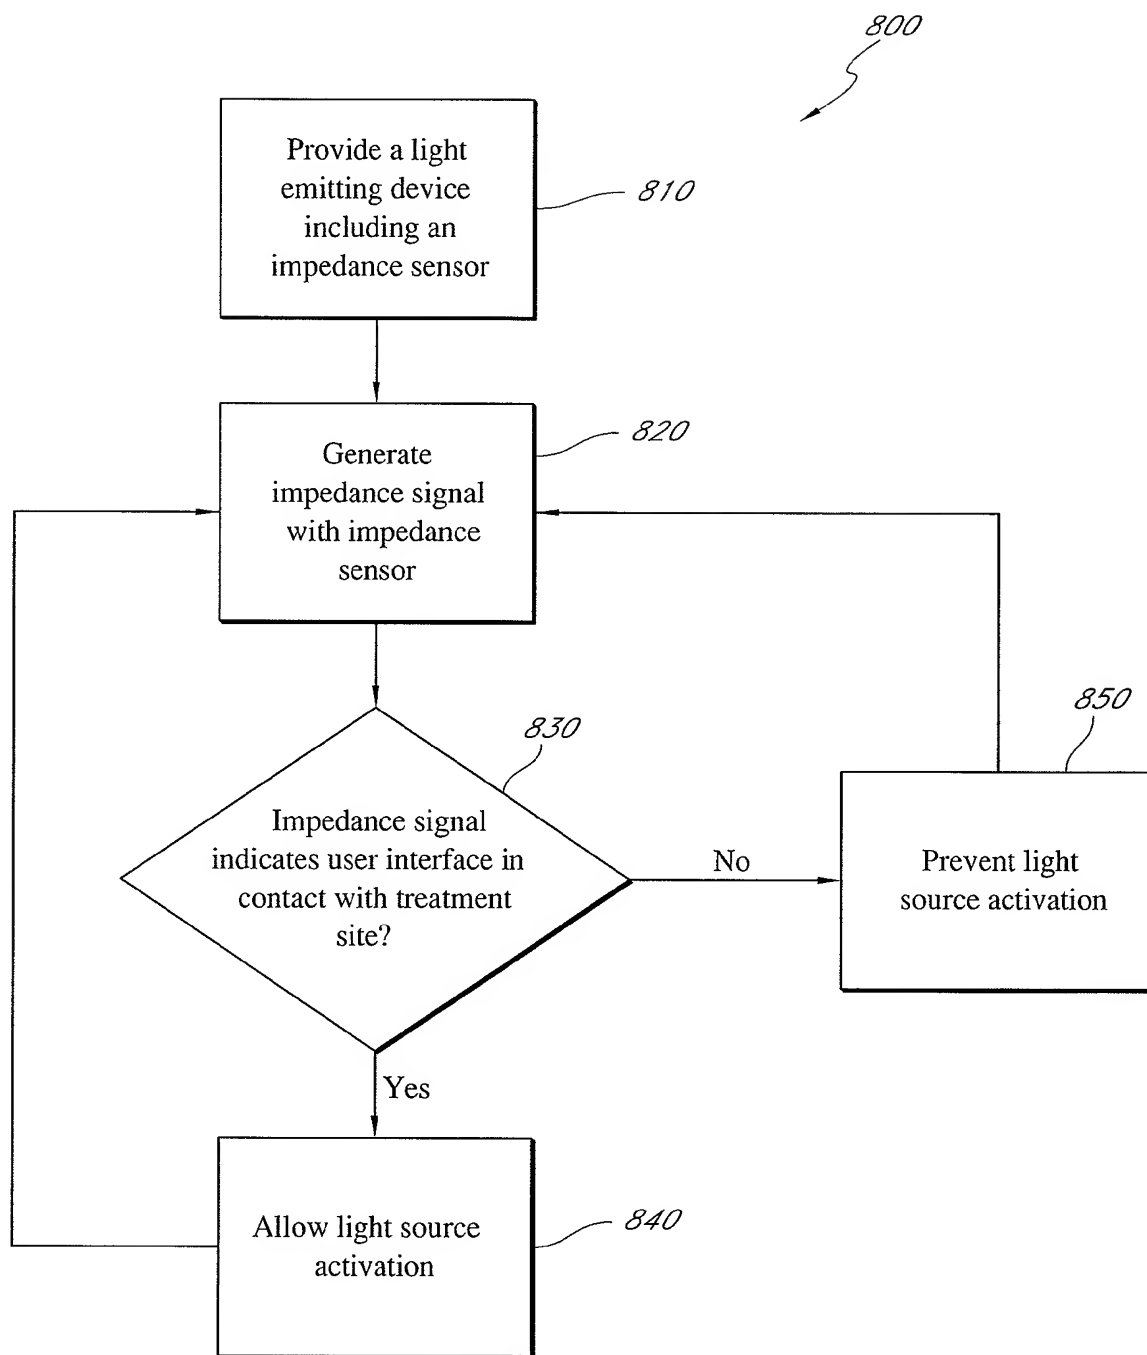 800
Provide a light
emitting device
including an
impedance sensor
810
Generate
impedance signal
with impedance
sensor
820
830
Impedance signal
indicates user interface in
contact with treatment
site?
No
850
Prevent light
source activation
Yes
Allow light source
activation
840